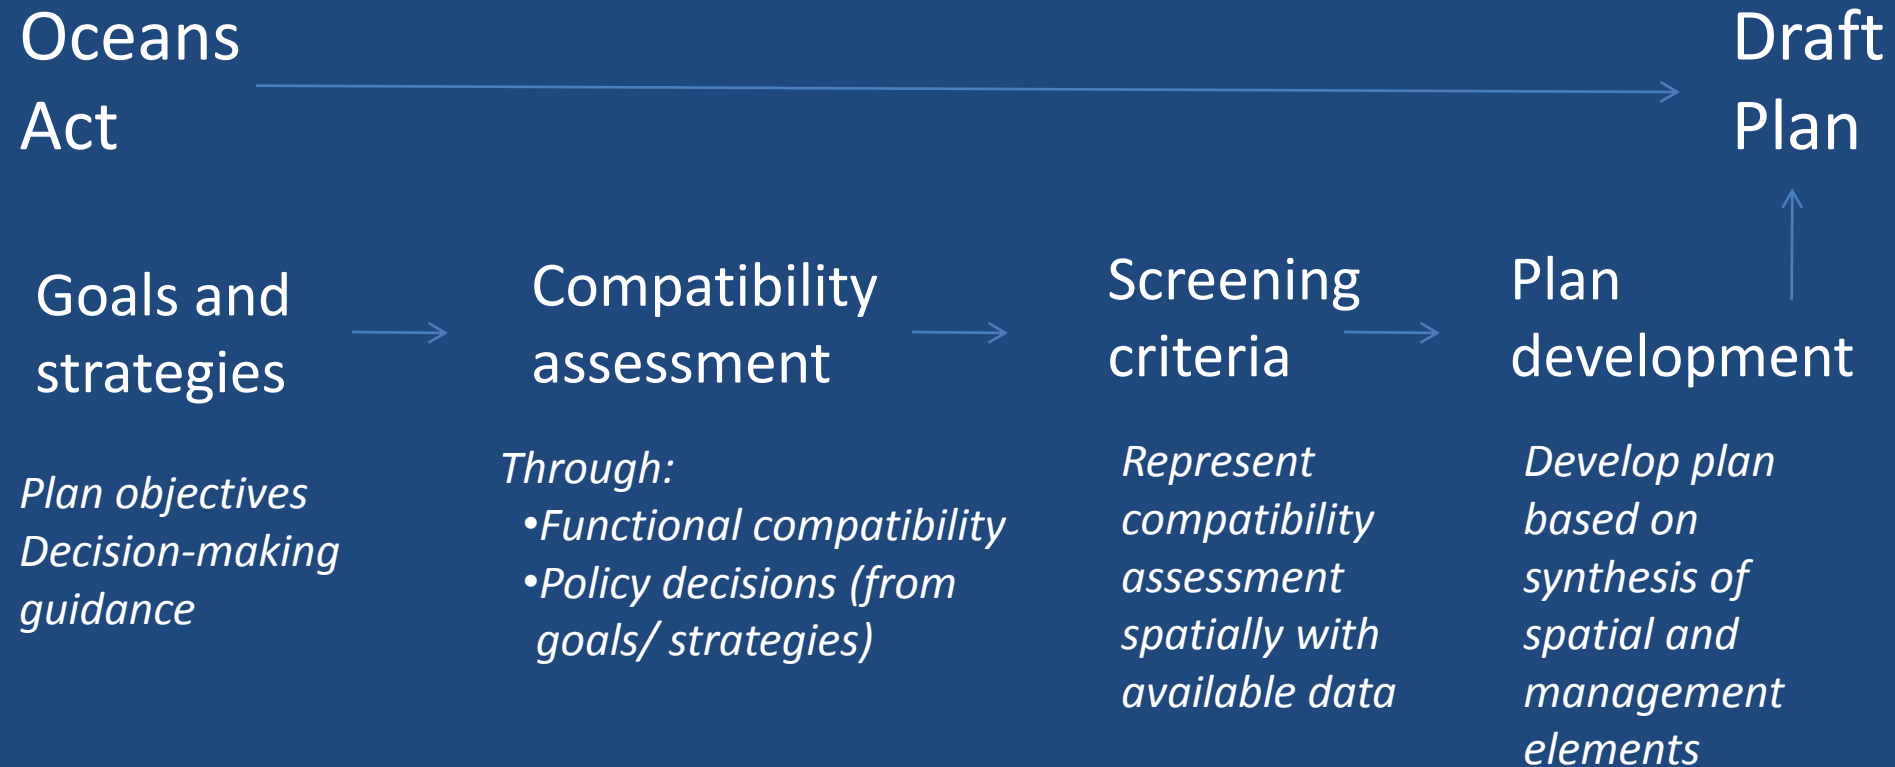 Oceans
Act
Draft
Plan
Goals and
strategies
Compatibility
assessment
Screening
criteria
Plan
development
Plan objectives
Decision-making
guidance
Through:
•Functional compatibility
•Policy decisions (from
goals/ strategies)
Represent
compatibility
assessment
spatially with
available data
Develop plan
based on
synthesis of
spatial and
management
elements